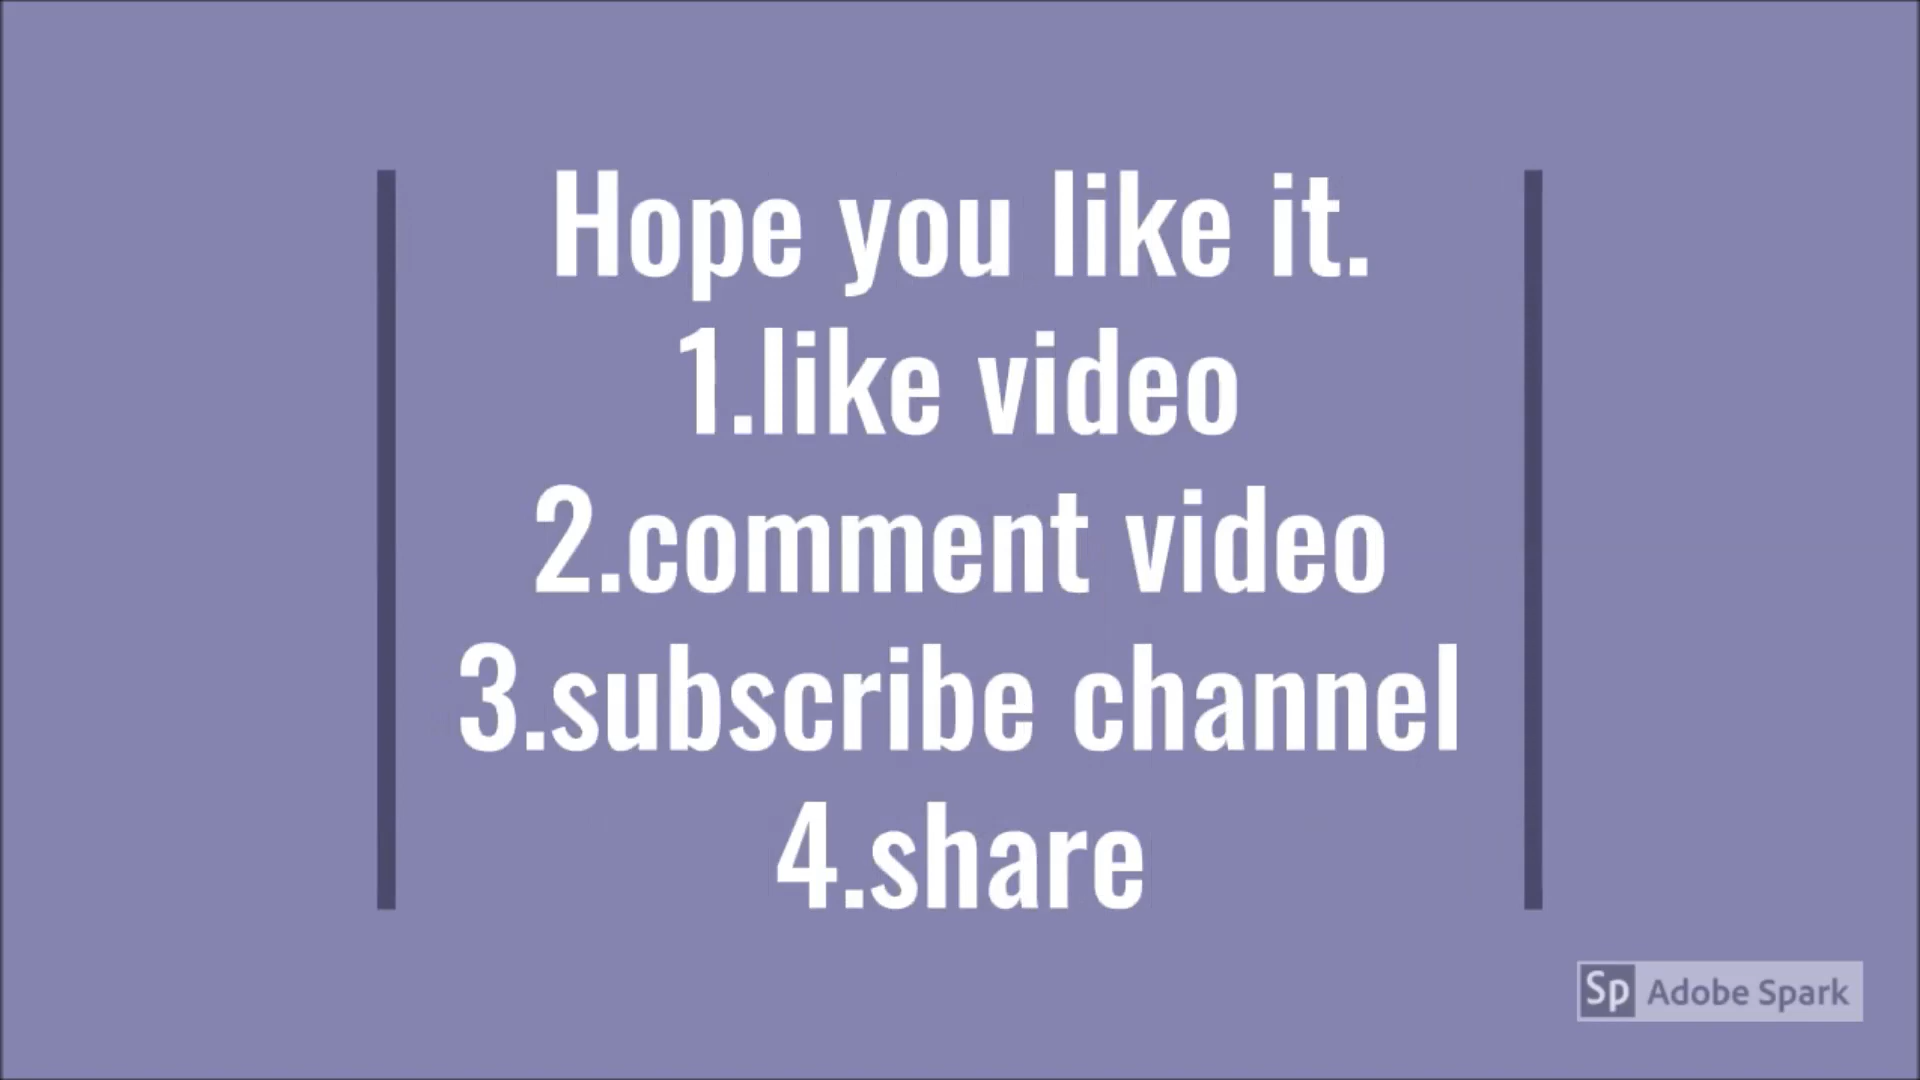 Hope you like it.
1.like video
2.comment video
3.subscribe channel
4.share
Sp Adobe Spark